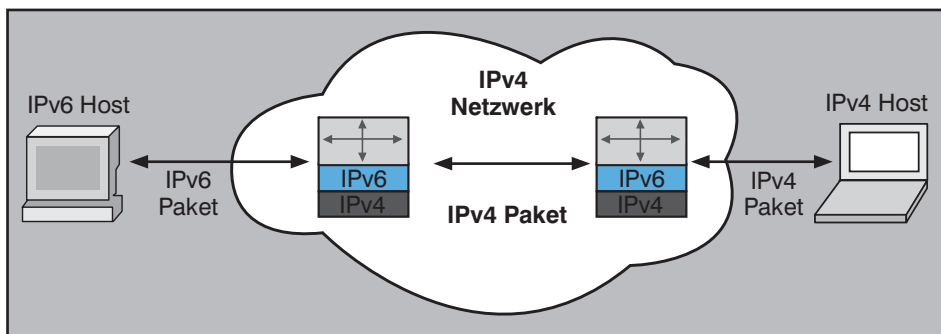 IPv4
Netzwerk
IPv6 Host
IPv4 Host
IPv6
Paket
IPv6
IPv4
IPv4 Paket
IPv6
IPv4
IPv4
Paket